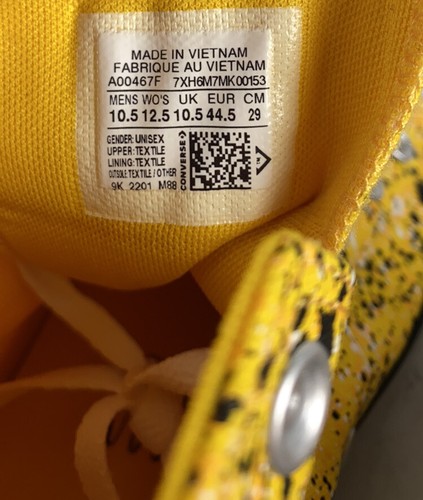 MADE IN VIETNAM
FABRIQUE AU VIETNAM
A00467F 7XH6M7MK00153
MENS WO'S UK EUR CM
10.5 12.5 10.5 44.5 29
GENDER: UNISEX
UPPER: TEXTILE
LINING: TEXTILE
OUTSOLE: TEXTILE / OTHER
9K 2201 M88
CONVERSE